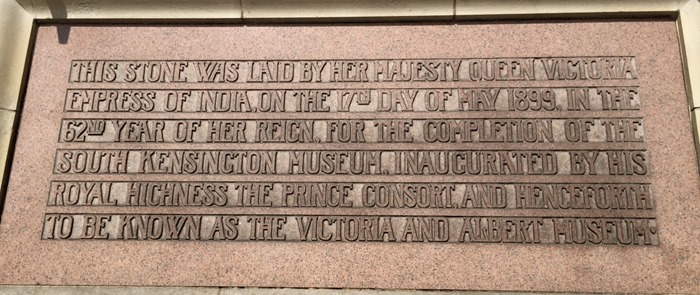 THIS STONE WAS LAID BY HER MAJESTY QUEEN VICTORIA
EMPRESS OF INDIA, ON THE 17TH DAY OF MAY 1899, IN THE
62ND YEAR OF HER REIGN, FOR THE COMPLETION OF THE
SOUTH KENSINGTON MUSEUM, INAUGURATED BY HIS
ROYAL HIGHNESS THE PRINCE CONSORT, AND HENCEFORTH
TO BE KNOWN AS THE VICTORIA AND ALBERT MUSEUM.